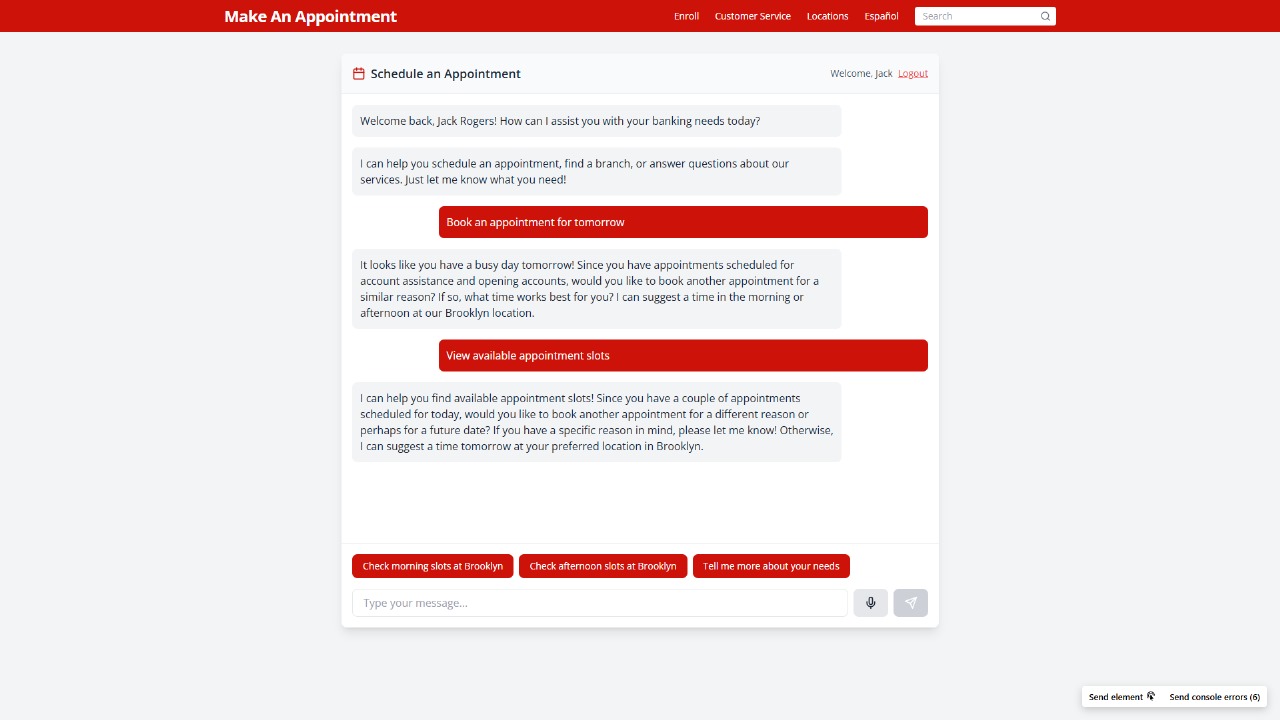 Make An Appointment
Enroll
Customer Service
Locations
Español
Search
Schedule an Appointment
Welcome, Jack
Logout
Welcome back, Jack Rogers! How can I assist you with your banking needs today?
I can help you schedule an appointment, find a branch, or answer questions about our
services. Just let me know what you need!
Book an appointment for tomorrow
It looks like you have a busy day tomorrow! Since you have appointments scheduled for
account assistance and opening accounts, would you like to book another appointment for a
similar reason? If so, what time works best for you? I can suggest a time in the morning or
afternoon at our Brooklyn location.
View available appointment slots
I can help you find available appointment slots! Since you have a couple of appointments
scheduled for today, would you like to book another appointment for a different reason or
perhaps for a future date? If you have a specific reason in mind, please let me know! Otherwise,
I can suggest a time tomorrow at your preferred location in Brooklyn.
Check morning slots at Brooklyn
Check afternoon slots at Brooklyn
Tell me more about your needs
Type your message...
Send element
Send console errors (6)